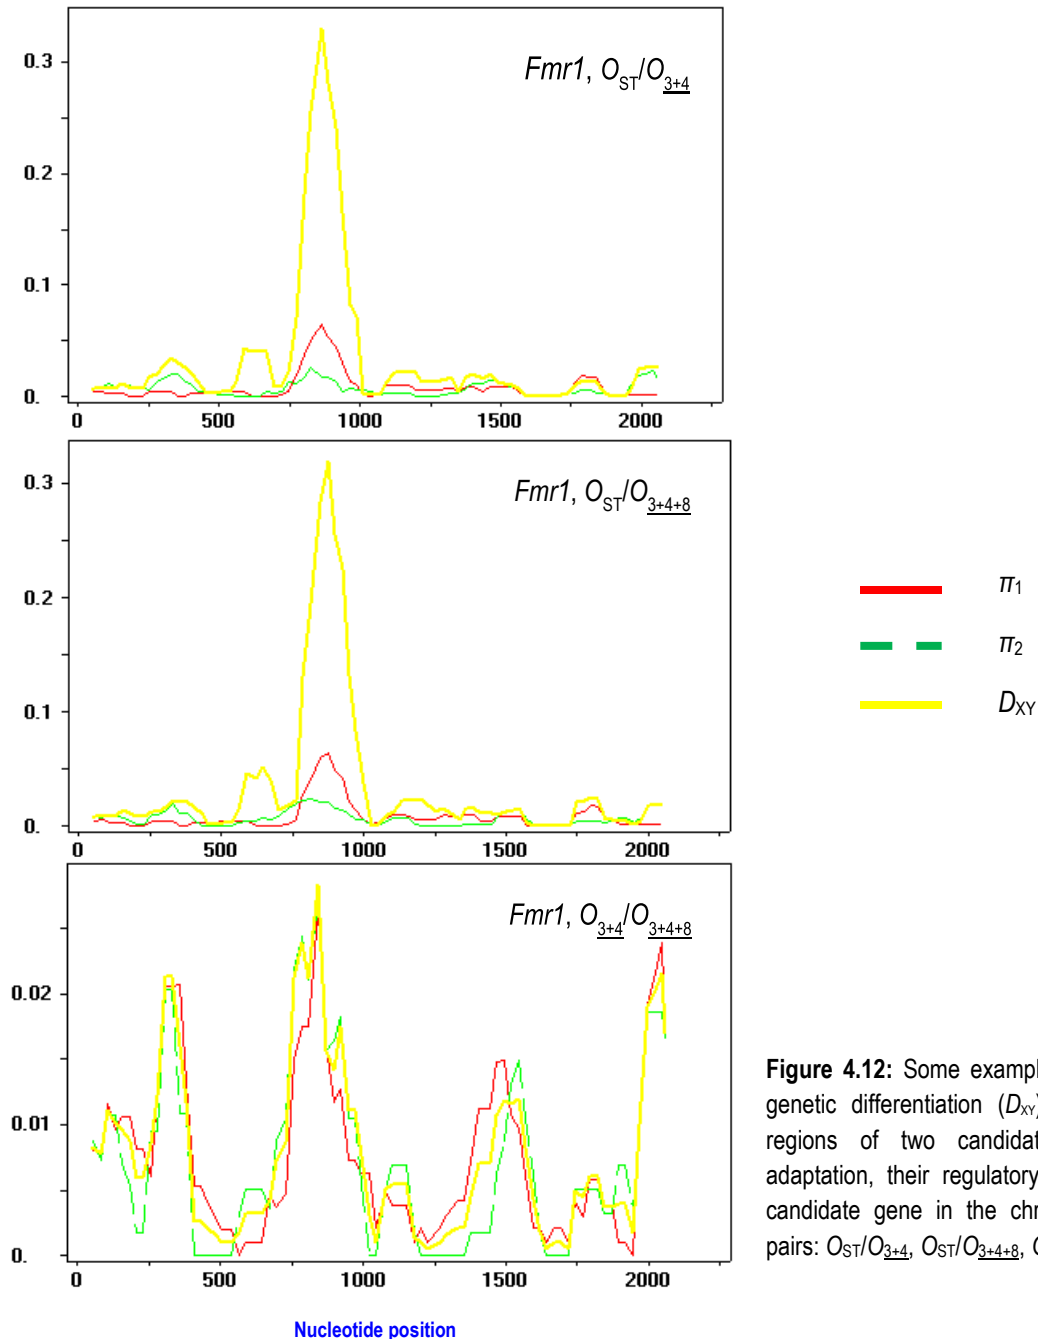 0.3
0.2
0.1
0.
0
500
1000
1500
2000
Fmr1, OST/O3+4
0.3
0.2
0.1
0.
0
500
1000
1500
2000
Fmr1, OST/O3+4+8
0.02
0.01
0.
0
500
1000
1500
2000
Fmr1, O3+4/O3+4+8
Nucleotide position
π1
π2
DXY
Figure 4.12: Some exampl
genetic differentiation (DXY)
regions of two candidat
adaptation, their regulatory
candidate gene in the chr
pairs: OST/O3+4, OST/O3+4+8, O